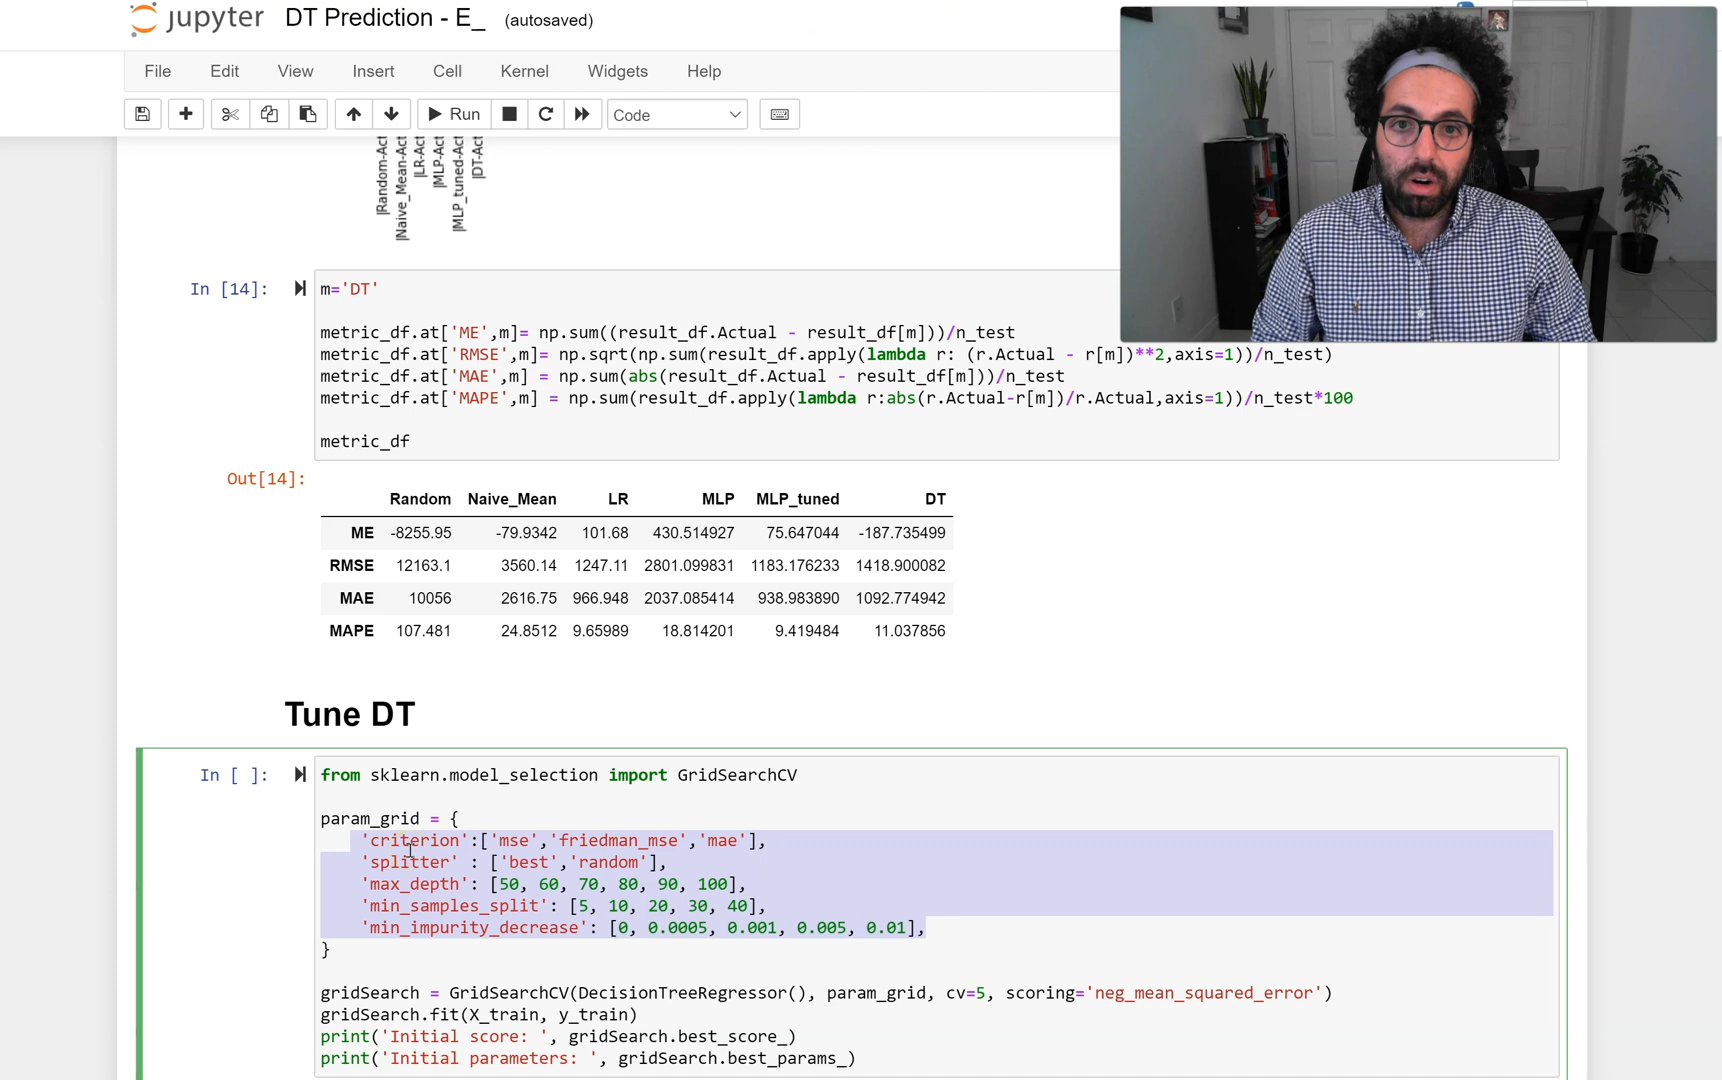 jupyter DT Prediction - E_ (autosaved)
File Edit View Insert Cell Kernel Widgets Help
Run Code
|Random-Act
|Naive_Mean-Act
|LR-Act
|MLP-Act
|MLP_tuned-Act
|DT-Act
In [14]: m='DT'
metric_df.at['ME',m]= np.sum((result_df.Actual - result_df[m]))/n_test
metric_df.at['RMSE',m]= np.sqrt(np.sum(result_df.apply(lambda r: (r.Actual - r[m])**2,axis=1))/n_test)
metric_df.at['MAE',m] = np.sum(abs(result_df.Actual - result_df[m]))/n_test
metric_df.at['MAPE',m] = np.sum(result_df.apply(lambda r:abs(r.Actual-r[m])/r.Actual,axis=1))/n_test*100
metric_df
Out[14]:
Random Naive_Mean LR MLP MLP_tuned DT
ME -8255.95 -79.9342 101.68 430.514927 75.647044 -187.735499
RMSE 12163.1 3560.14 1247.11 2801.099831 1183.176233 1418.900082
MAE 10056 2616.75 966.948 2037.085414 938.983890 1092.774942
MAPE 107.481 24.8512 9.65989 18.814201 9.419484 11.037856
Tune DT
In [ ]: from sklearn.model_selection import GridSearchCV
param_grid = {
'criterion':['mse','friedman_mse','mae'],
'splitter' : ['best','random'],
'max_depth': [50, 60, 70, 80, 90, 100],
'min_samples_split': [5, 10, 20, 30, 40],
'min_impurity_decrease': [0, 0.0005, 0.001, 0.005, 0.01],
}
gridSearch = GridSearchCV(DecisionTreeRegressor(), param_grid, cv=5, scoring='neg_mean_squared_error')
gridSearch.fit(X_train, y_train)
print('Initial score: ', gridSearch.best_score_)
print('Initial parameters: ', gridSearch.best_params_)